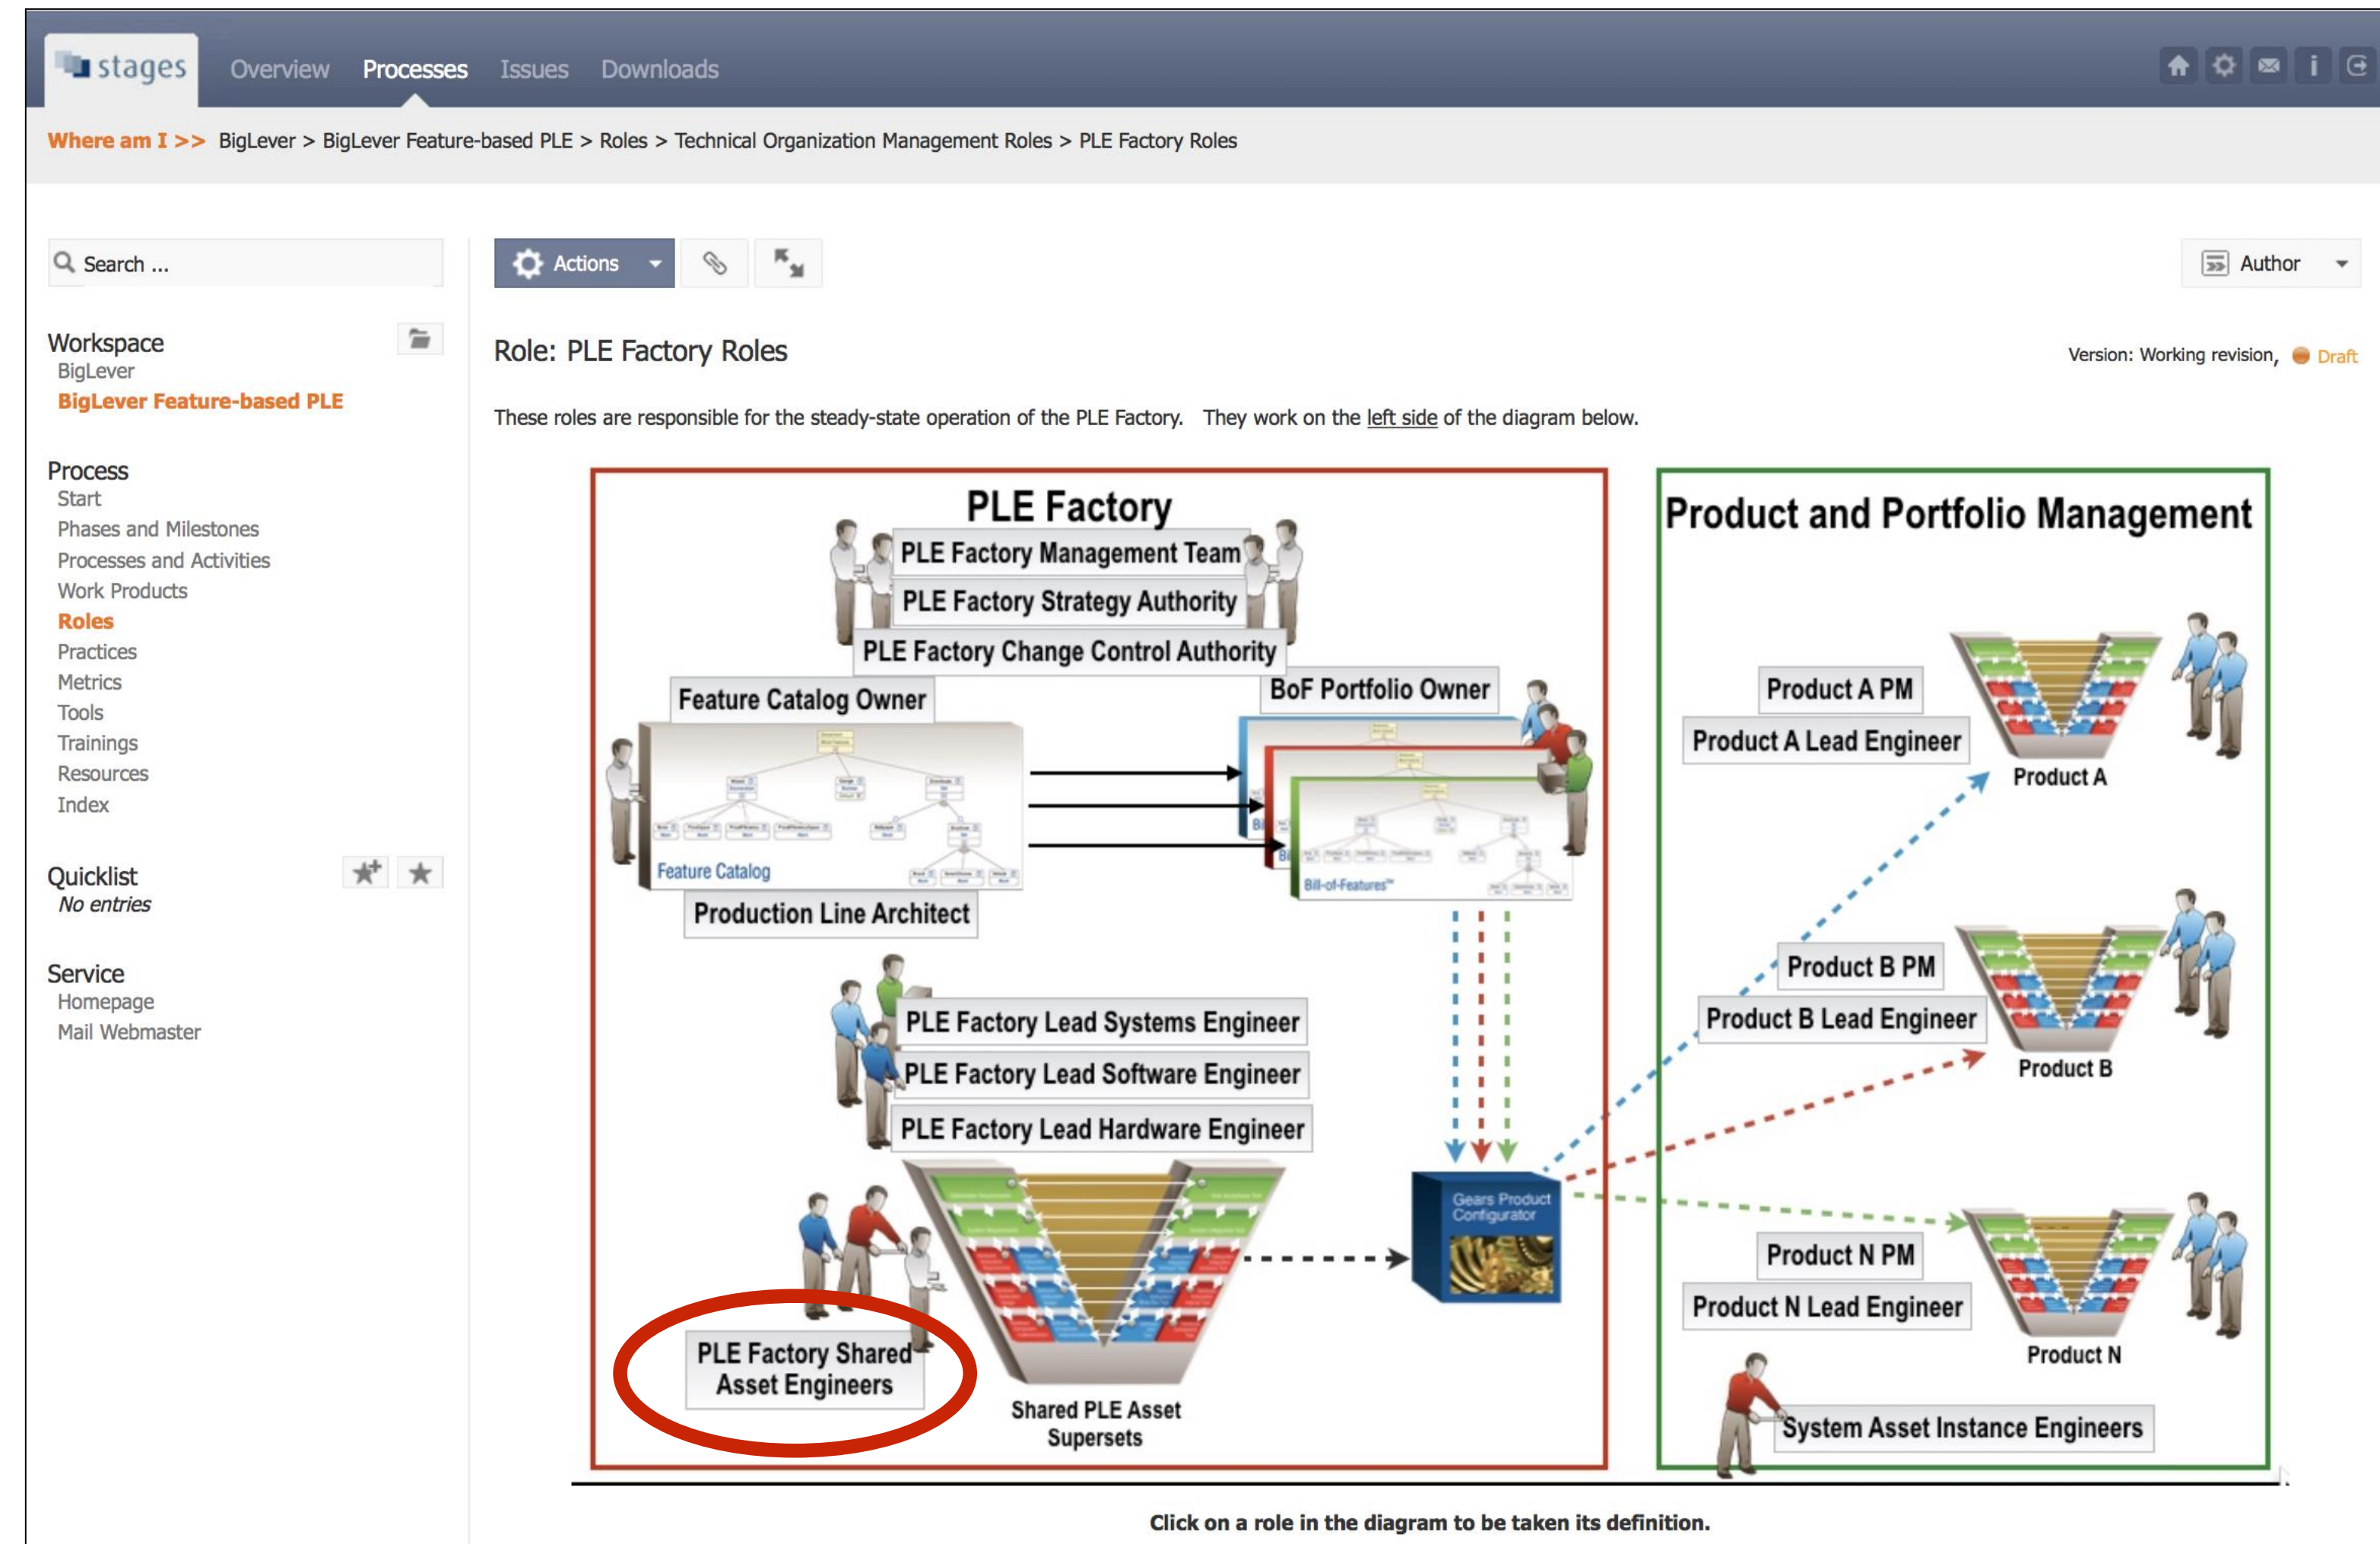 stages
Overview Processes Issues Downloads
Where am I >> BigLever > BigLever Feature-based PLE > Roles > Technical Organization Management Roles > PLE Factory Roles
Search ...
Actions
Author
Workspace
BigLever
BigLever Feature-based PLE
Process
Start
Phases and Milestones
Processes and Activities
Work Products
Roles
Practices
Metrics
Tools
Trainings
Resources
Index
Quicklist
No entries
Service
Homepage
Mail Webmaster
Role: PLE Factory Roles
Version: Working revision, Draft
These roles are responsible for the steady-state operation of the PLE Factory. They work on the left side of the diagram below.
PLE Factory
PLE Factory Management Team
PLE Factory Strategy Authority
PLE Factory Change Control Authority
Feature Catalog Owner
BoF Portfolio Owner
Feature Catalog
Bill-of-Features™
Production Line Architect
PLE Factory Lead Systems Engineer
PLE Factory Lead Software Engineer
PLE Factory Lead Hardware Engineer
Gears Product
Configurator
PLE Factory Shared
Asset Engineers
Shared PLE Asset
Supersets
Product and Portfolio Management
Product A PM
Product A Lead Engineer
Product A
Product B PM
Product B Lead Engineer
Product B
Product N PM
Product N Lead Engineer
Product N
System Asset Instance Engineers
Click on a role in the diagram to be taken its definition.